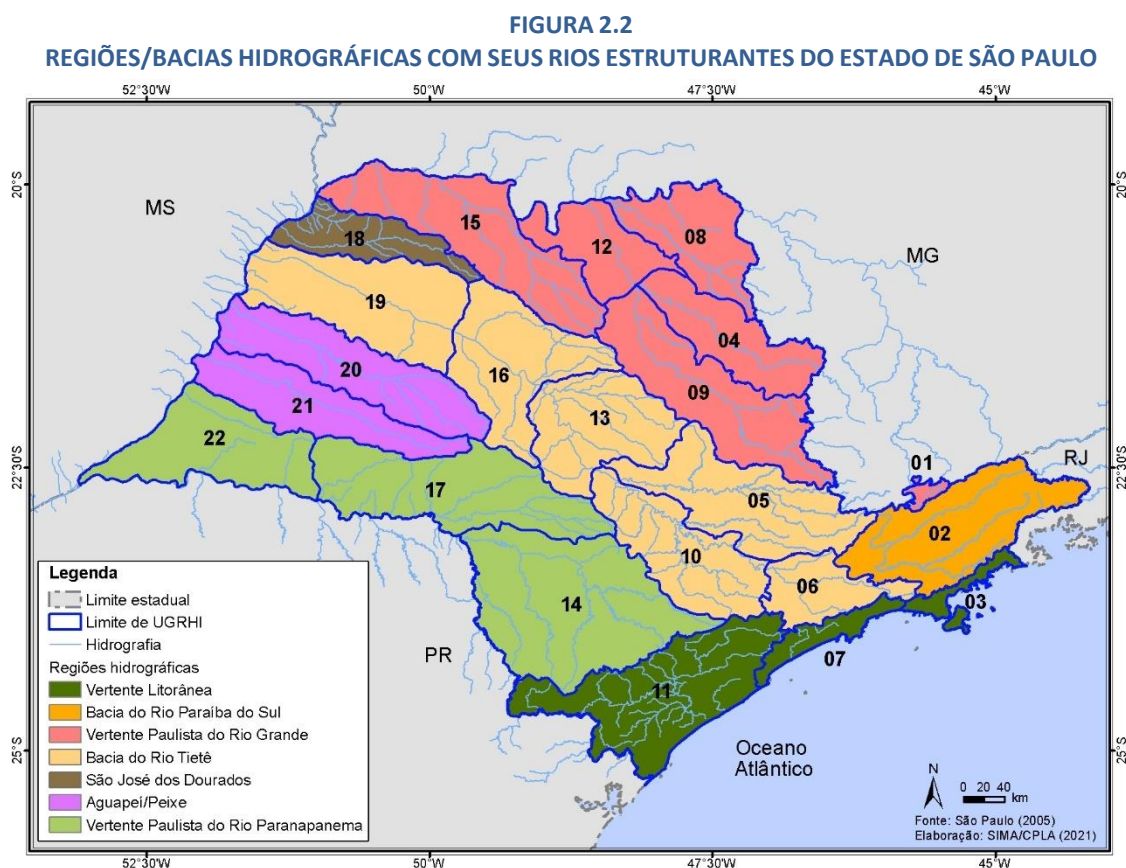 FIGURA 2.2
REGIÕES/BACIAS HIDROGRÁFICAS COM SEUS RIOS ESTRUTURANTES DO ESTADO DE SÃO PAULO
52°30'W 50°W 47°30'W 45°W
20°S 20°S
MS
15
12
08
18
MG
19
04
20
16
09
13
21
22
22°30'S 22°30'S
01
RJ
17
05
02
10
06
14
03
07
PR
11
25°S 25°S
Oceano
Atlântico
Legenda
Limite estadual
Limite de UGRHI
Hidrografia
Regiões hidrográficas
Vertente Litorânea
Bacia do Rio Paraíba do Sul
Vertente Paulista do Rio Grande
Bacia do Rio Tietê
São José dos Dourados
Aguapeí/Peixe
Vertente Paulista do Rio Paranapanema
N
0 20 40
km
Fonte: São Paulo (2005)
Elaboração: SIMA/CPLA (2021)
52°30'W 50°W 47°30'W 45°W